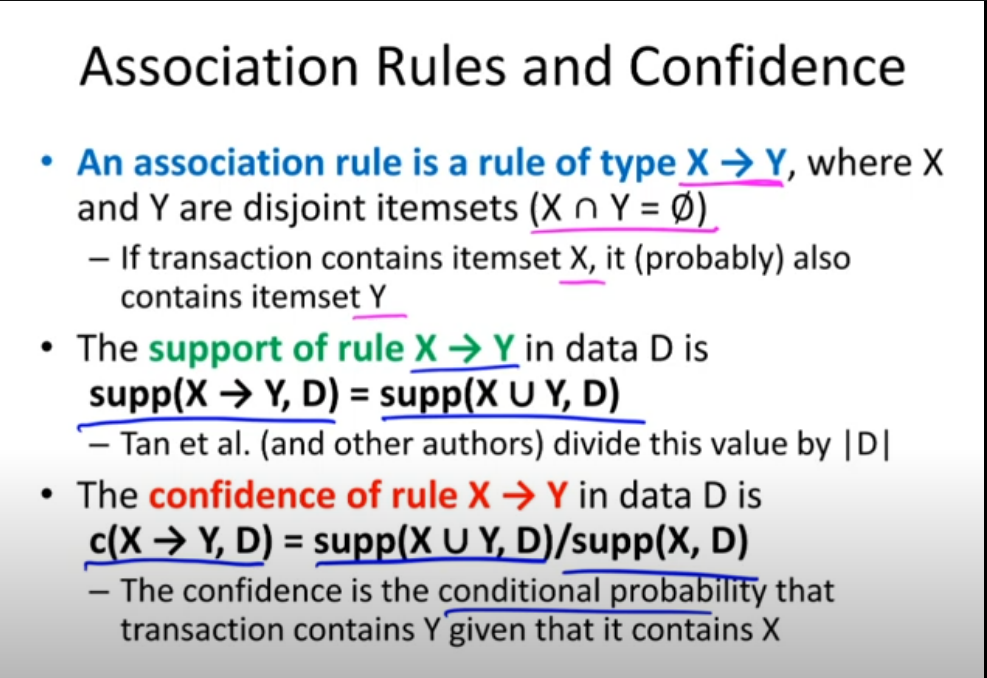 Association Rules and Confidence
• An association rule is a rule of type X → Y, where X
and Y are disjoint itemsets (X ∩ Y = Ø)
– If transaction contains itemset X, it (probably) also
contains itemset Y
• The support of rule X → Y in data D is
supp(X → Y, D) = supp(X ∪ Y, D)
– Tan et al. (and other authors) divide this value by |D|
• The confidence of rule X → Y in data D is
c(X → Y, D) = supp(X ∪ Y, D)/supp(X, D)
– The confidence is the conditional probability that
transaction contains Y given that it contains X